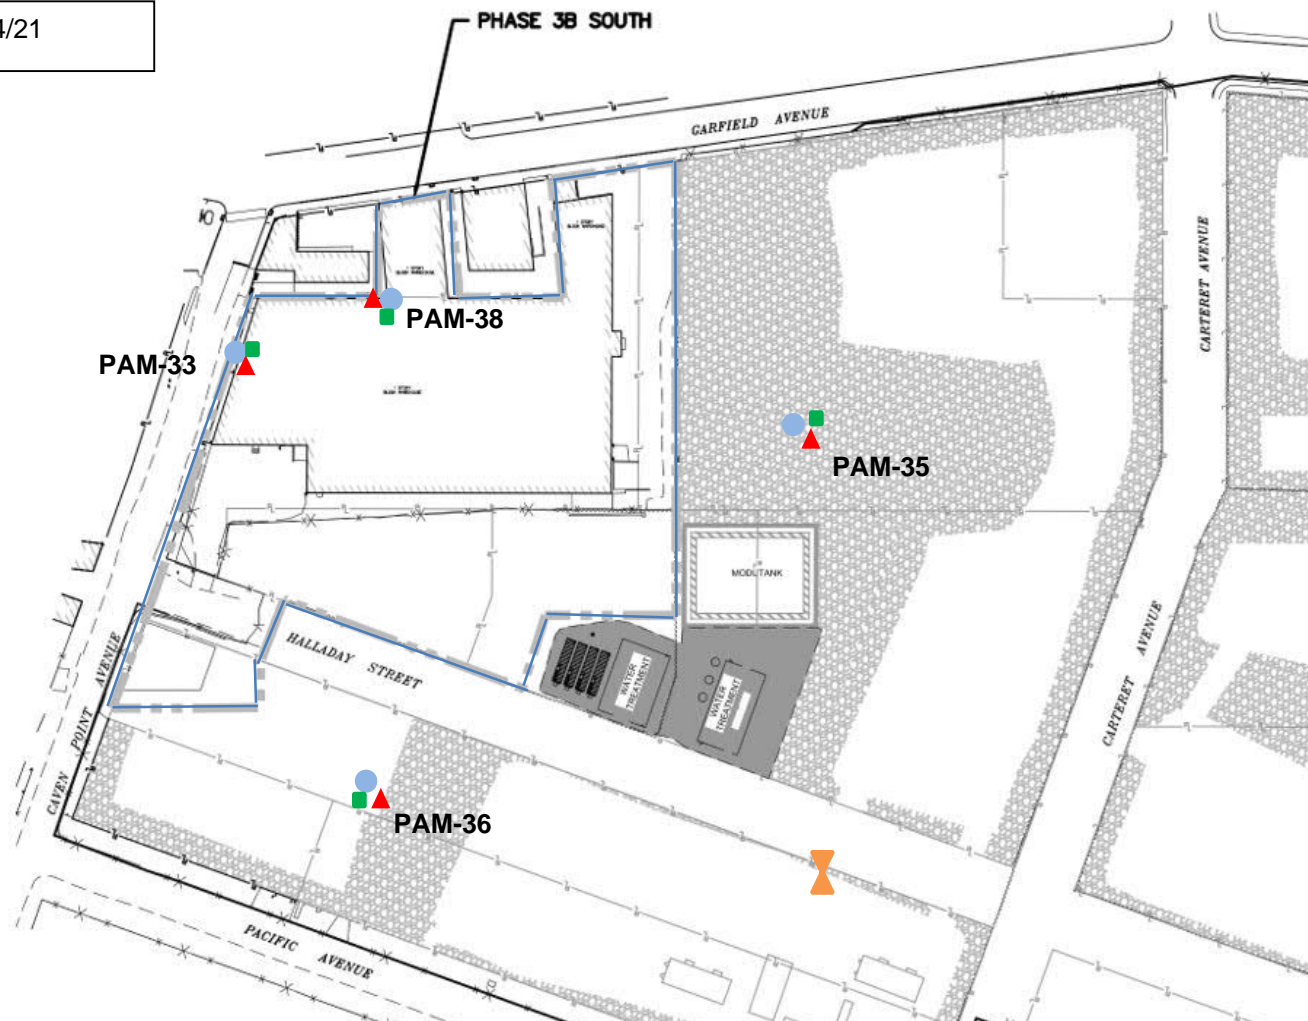 4/21
PHASE 3B SOUTH
GARFIELD AVENUE
CARTERET AVENUE
PAM-38
PAM-33
PAM-35
MODUTANK
HALLADAY STREET
WATER
TREATMENT
WATER
TREATMENT
CAVEN POINT AVENUE
CARTERET AVENUE
PAM-36
PACIFIC AVENUE